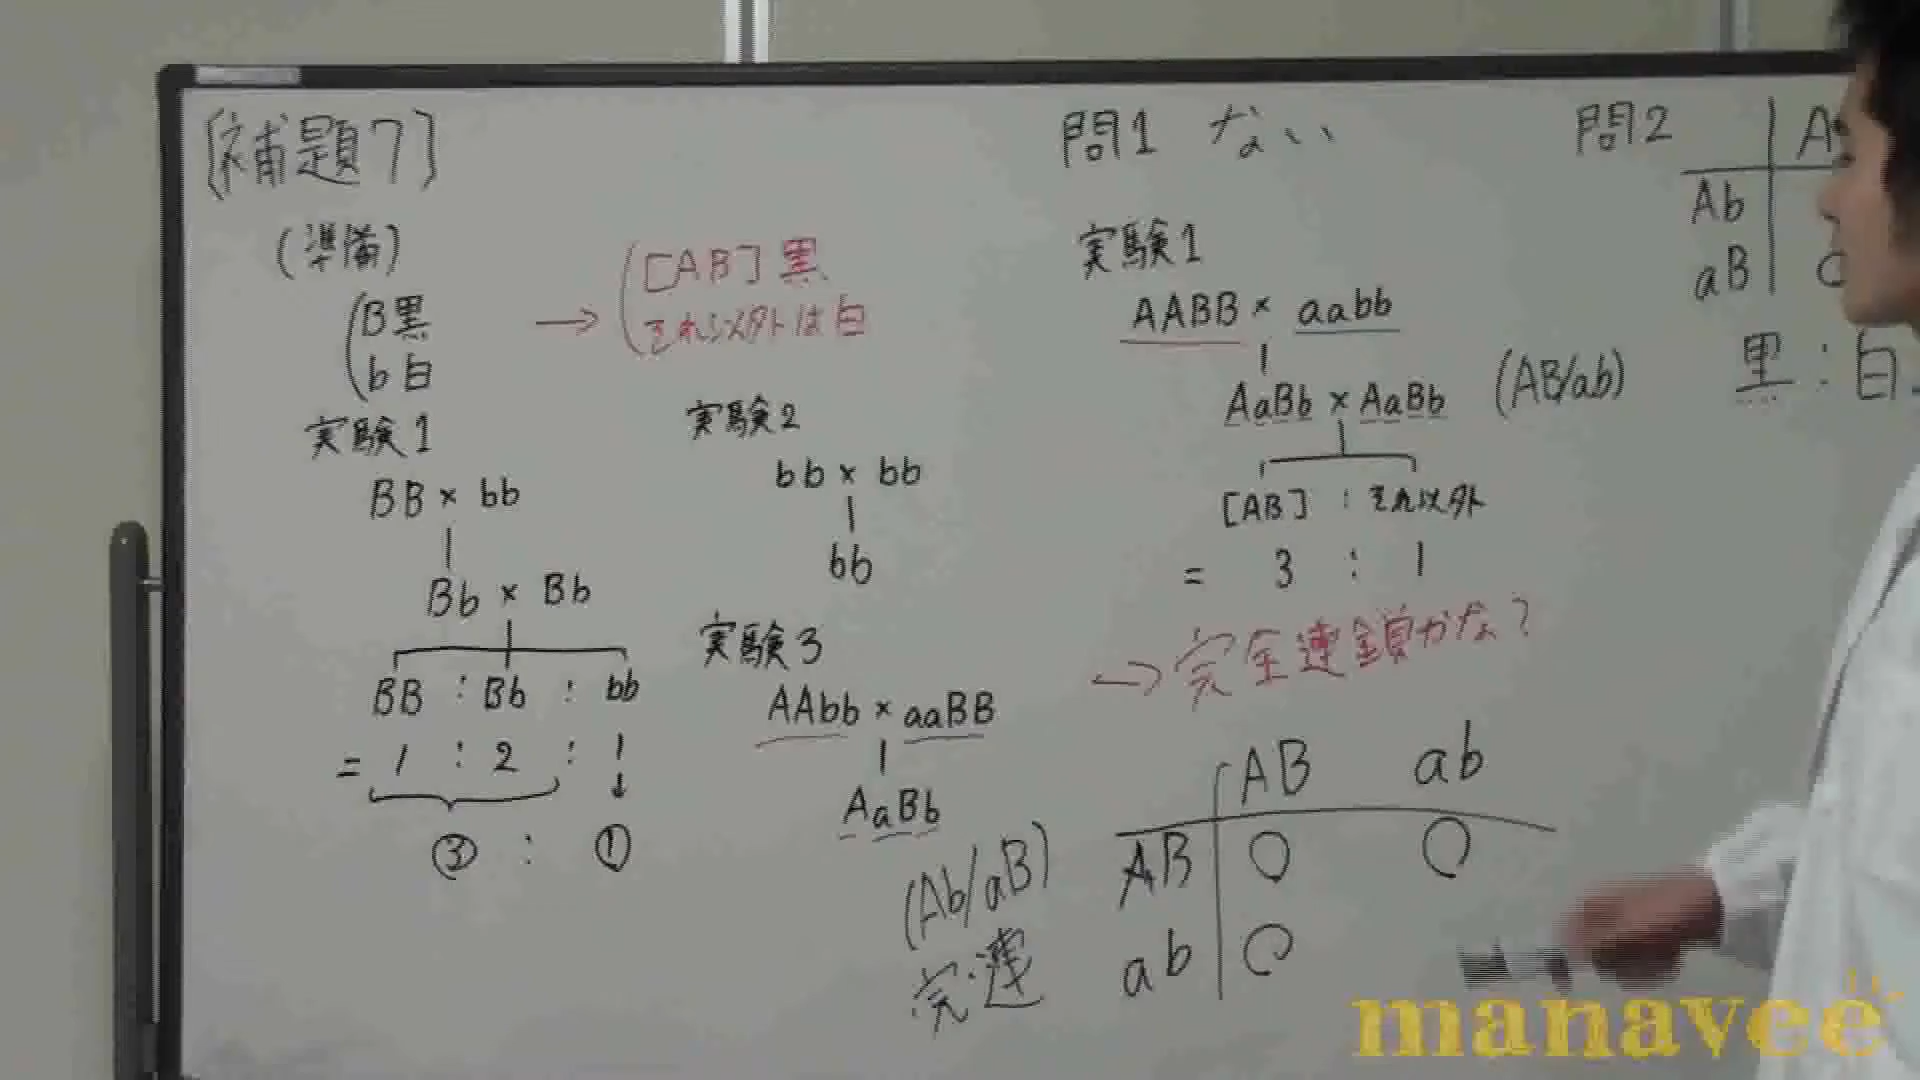 [補題7]
(準備)
B黒
b白
→ [AB]黒
それ以外は白
実験1
BB × bb
Bb × Bb
BB : Bb : bb
= 1 : 2 : 1
③ : ①
実験2
bb × bb
bb
実験3
AAbb × aaBB
AaBb
(Ab/aB)
完連
問1 ない
実験1
AABB × aabb
AaBb × AaBb (AB/ab)
[AB] : それ以外
= 3 : 1
→ 完全連鎖かな?
AB ab
AB ○ ○
ab ○
問2
A
Ab
aB
黒 : 白
manavee